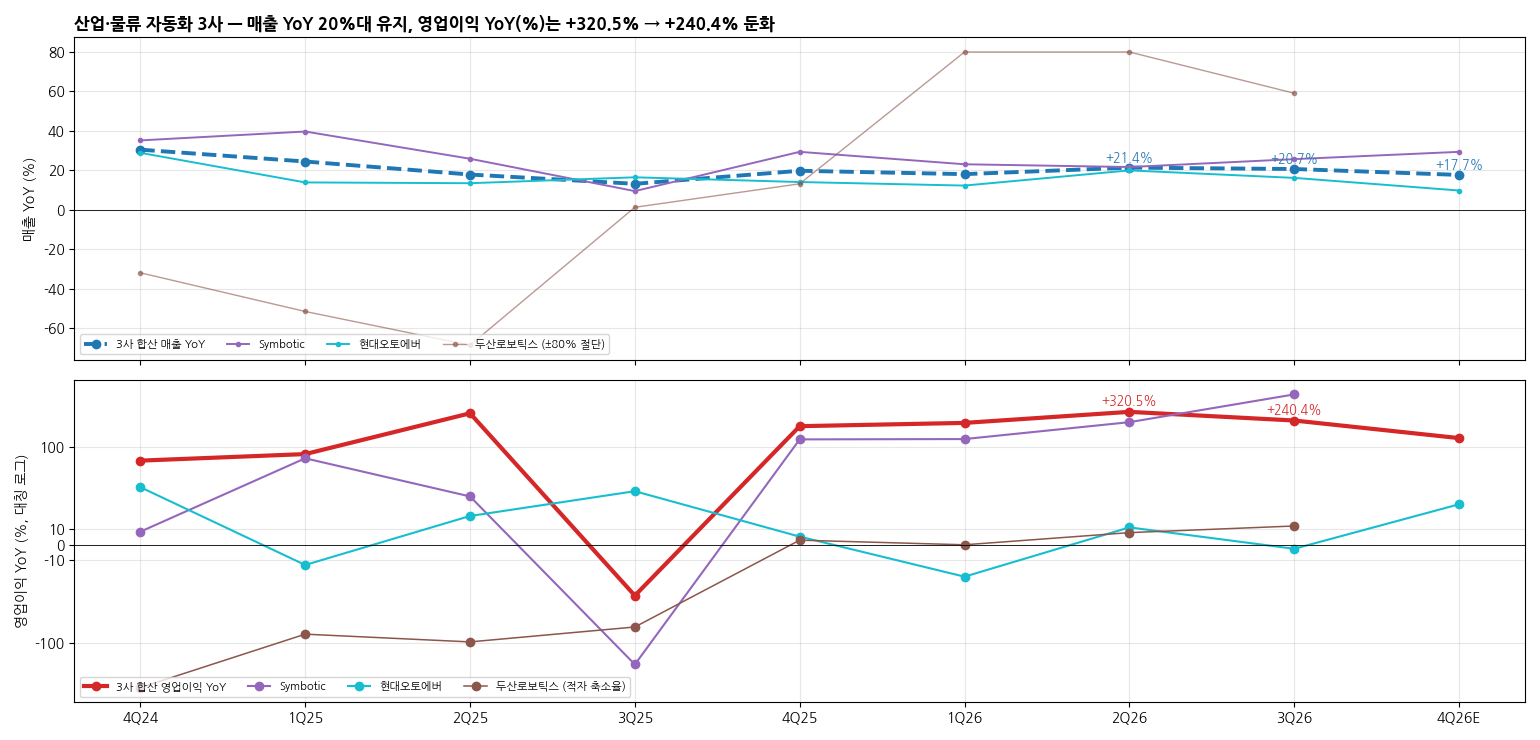 산업·물류 자동화 3사 — 매출 YoY 20%대 유지, 영업이익 YoY(%)는 +320.5% → +240.4% 둔화
매출 YoY (%)
80
60
40
20
0
-20
-40
-60
+21.4%
+20.7%
+17.7%
3사 합산 매출 YoY
Symbotic
현대오토에버
두산로보틱스 (±80% 절단)
영업이익 YoY (%, 대칭 로그)
100
10
0
-10
-100
+320.5%
+240.4%
3사 합산 영업이익 YoY
Symbotic
현대오토에버
두산로보틱스 (적자 축소율)
4Q24
1Q25
2Q25
3Q25
4Q25
1Q26
2Q26
3Q26
4Q26E